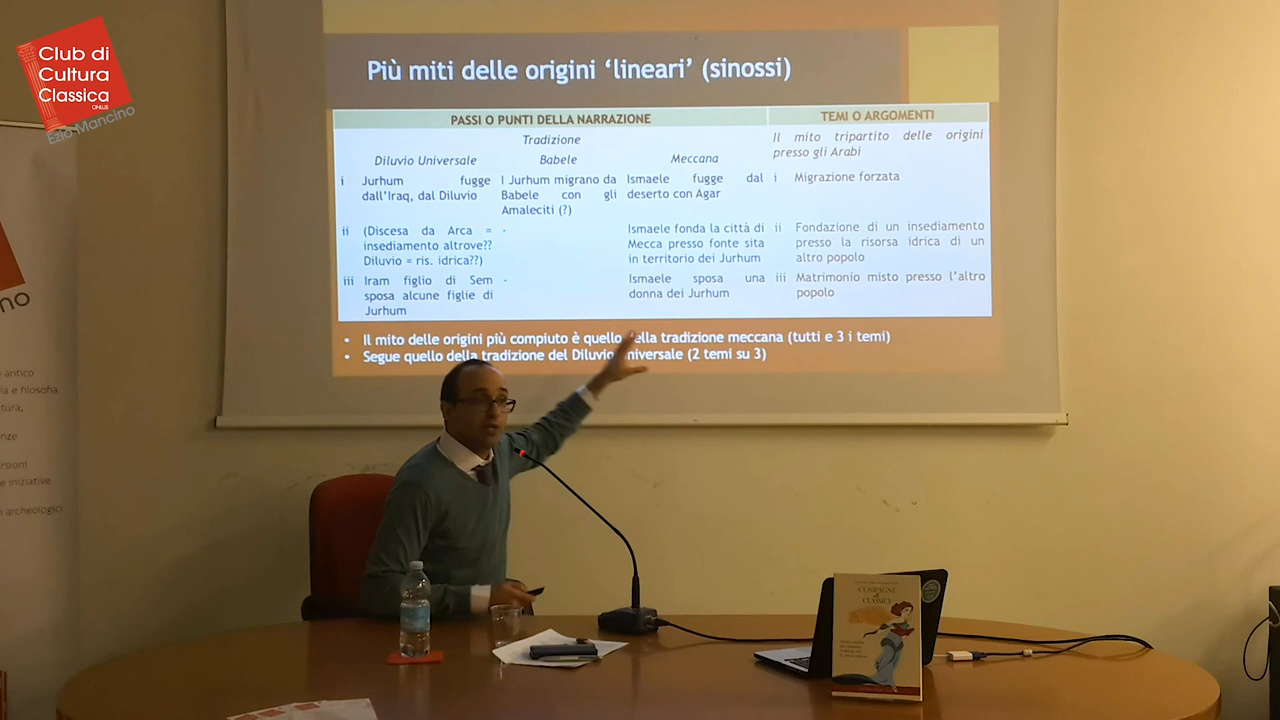 Club di
Cultura
Classica
ONLUS
Ezio Mancino
Più miti delle origini ‘lineari’ (sinossi)
PASSI O PUNTI DELLA NARRAZIONE
TEMI O ARGOMENTI
Tradizione
Diluvio Universale
Babele
Meccana
Il mito tripartito delle origini
presso gli Arabi
i Jurhum fugge
dall’Iraq, dal Diluvio
I Jurhum migrano da
Babele con gli
Amaleciti (?)
Ismaele fugge dal
deserto con Agar
i Migrazione forzata
ii (Discesa da Arca =
insediamento altrove??
Diluvio = ris. idrica??)
-
Ismaele fonda la città di
Mecca presso fonte sita
in territorio dei Jurhum
ii Fondazione di un insediamento
presso la risorsa idrica di un
altro popolo
iii Iram figlio di Sem
sposa alcune figlie di
Jurhum
-
Ismaele sposa una
donna dei Jurhum
iii Matrimonio misto presso l’altro
popolo
• Il mito delle origini più compiuto è quello della tradizione meccana (tutti e 3 i temi)
• Segue quello della tradizione del Diluvio Universale (2 temi su 3)
no
antico
ia e filosofia
tura,
nze
rsioni
e iniziative
archeologici
COMPAGNI
di
CLASSICI